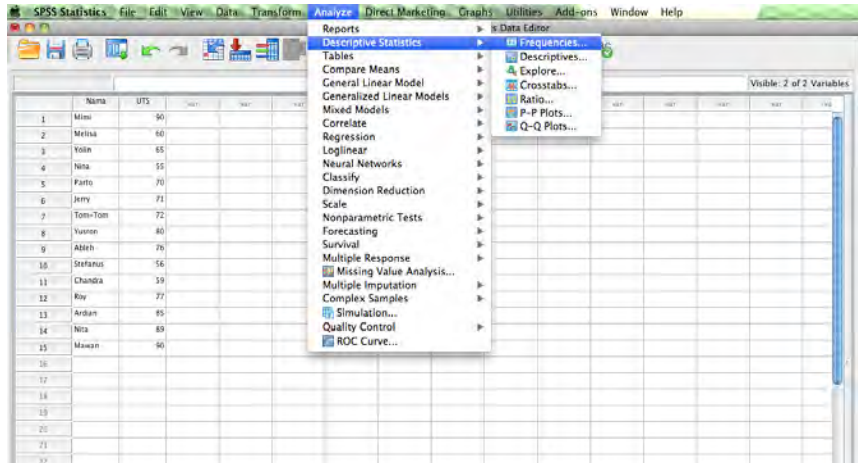 SPSS Statistics File Edit View Data Transform Analyze Direct Marketing Graphs Utilities Add-ons Window Help
s Data Editor
Visible: 2 of 2 Variables
Reports
Descriptive Statistics
Tables
Compare Means
General Linear Model
Generalized Linear Models
Mixed Models
Correlate
Regression
Loglinear
Neural Networks
Classify
Dimension Reduction
Scale
Nonparametric Tests
Forecasting
Survival
Multiple Response
Missing Value Analysis...
Multiple Imputation
Complex Samples
Simulation...
Quality Control
ROC Curve...
Frequencies...
Descriptives...
Explore...
Crosstabs...
Ratio...
P-P Plots...
Q-Q Plots...
Nama UTS
1 Mimi 90
2 Melisa 60
3 Yolin 65
4 Nina 55
5 Parto 70
6 Jerry 71
7 Tom-Tom 72
8 Yusron 80
9 Ableh 76
10 Stefanus 56
11 Chandra 59
12 Roy 77
13 Ardian 85
14 Nita 89
15 Mawan 90
16
17
18
19
20
21
22